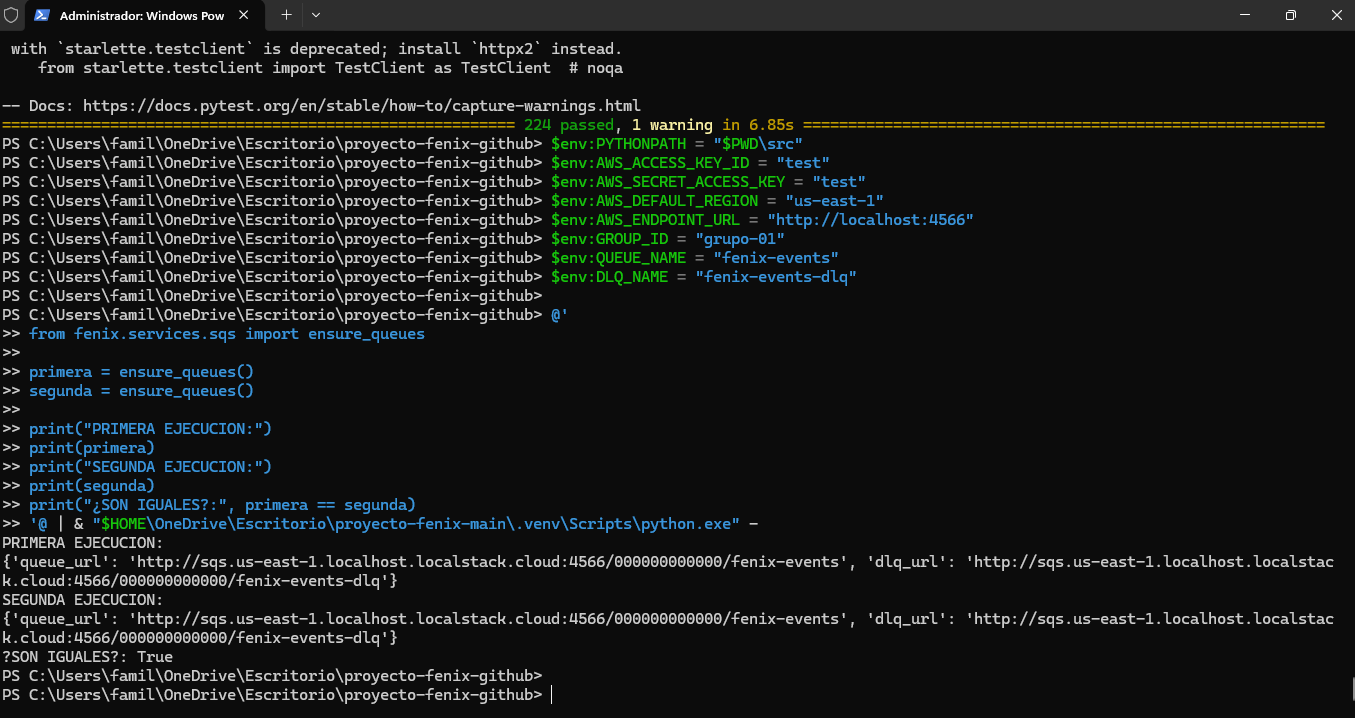 Administrador: Windows Pow
with `starlette.testclient` is deprecated; install `httpx2` instead.
from starlette.testclient import TestClient as TestClient  # noqa
-- Docs: https://docs.pytest.org/en/stable/how-to/capture-warnings.html
========================================================= 224 passed, 1 warning in 6.85s ==========================================================
PS C:\Users\famil\OneDrive\Escritorio\proyecto-fenix-github> $env:PYTHONPATH = "$PWD\src"
PS C:\Users\famil\OneDrive\Escritorio\proyecto-fenix-github> $env:AWS_ACCESS_KEY_ID = "test"
PS C:\Users\famil\OneDrive\Escritorio\proyecto-fenix-github> $env:AWS_SECRET_ACCESS_KEY = "test"
PS C:\Users\famil\OneDrive\Escritorio\proyecto-fenix-github> $env:AWS_DEFAULT_REGION = "us-east-1"
PS C:\Users\famil\OneDrive\Escritorio\proyecto-fenix-github> $env:AWS_ENDPOINT_URL = "http://localhost:4566"
PS C:\Users\famil\OneDrive\Escritorio\proyecto-fenix-github> $env:GROUP_ID = "grupo-01"
PS C:\Users\famil\OneDrive\Escritorio\proyecto-fenix-github> $env:QUEUE_NAME = "fenix-events"
PS C:\Users\famil\OneDrive\Escritorio\proyecto-fenix-github> $env:DLQ_NAME = "fenix-events-dlq"
PS C:\Users\famil\OneDrive\Escritorio\proyecto-fenix-github>
PS C:\Users\famil\OneDrive\Escritorio\proyecto-fenix-github> @'
>> from fenix.services.sqs import ensure_queues
>>
>> primera = ensure_queues()
>> segunda = ensure_queues()
>>
>> print("PRIMERA EJECUCION:")
>> print(primera)
>> print("SEGUNDA EJECUCION:")
>> print(segunda)
>> print("¿SON IGUALES?:", primera == segunda)
>> '@ | & "$HOME\OneDrive\Escritorio\proyecto-fenix-main\.venv\Scripts\python.exe" -
PRIMERA EJECUCION:
{'queue_url': 'http://sqs.us-east-1.localhost.localstack.cloud:4566/000000000000/fenix-events', 'dlq_url': 'http://sqs.us-east-1.localhost.localstac
k.cloud:4566/000000000000/fenix-events-dlq'}
SEGUNDA EJECUCION:
{'queue_url': 'http://sqs.us-east-1.localhost.localstack.cloud:4566/000000000000/fenix-events', 'dlq_url': 'http://sqs.us-east-1.localhost.localstac
k.cloud:4566/000000000000/fenix-events-dlq'}
?SON IGUALES?: True
PS C:\Users\famil\OneDrive\Escritorio\proyecto-fenix-github>
PS C:\Users\famil\OneDrive\Escritorio\proyecto-fenix-github>